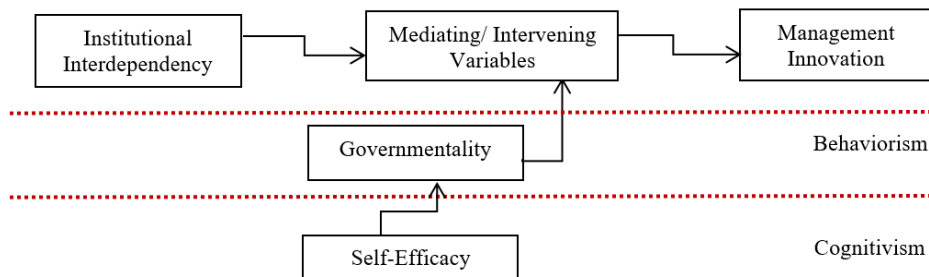 Institutional
Interdependency
Mediating/ Intervening
Variables
Management
Innovation
Governmentality
Behaviorism
Self-Efficacy
Cognitivism